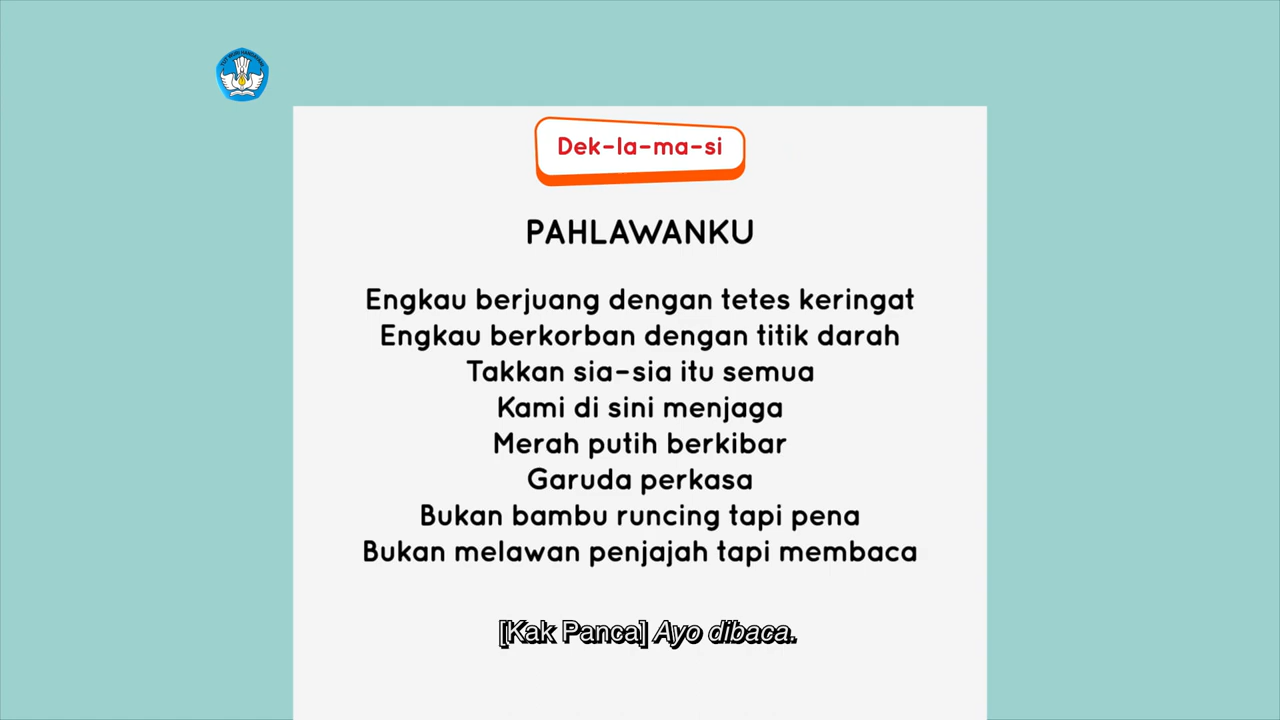 Dek-la-ma-si
PAHLAWANKU
Engkau berjuang dengan tetes keringat
Engkau berkorban dengan titik darah
Takkan sia-sia itu semua
Kami di sini menjaga
Merah putih berkibar
Garuda perkasa
Bukan bambu runcing tapi pena
Bukan melawan penjajah tapi membaca
[Kak Panca] Ayo dibaca.